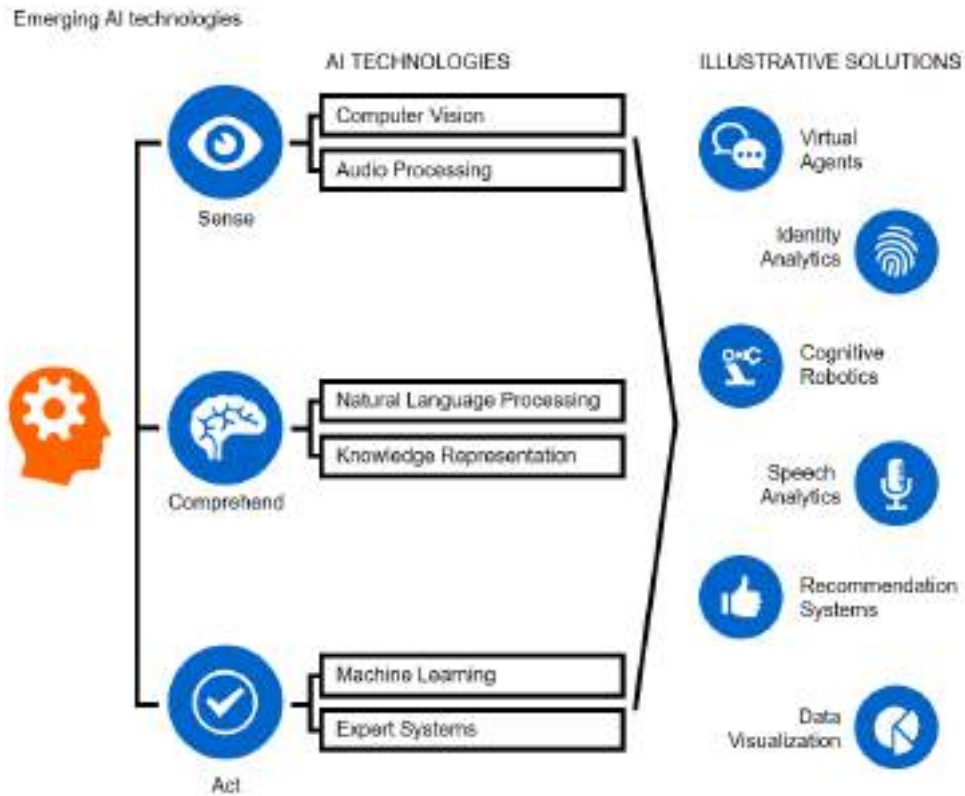 Emerging AI technologies
AI TECHNOLOGIES
Computer Vision
Audio Processing
Sense
Natural Language Processing
Knowledge Representation
Comprehend
Machine Learning
Expert Systems
Act
ILLUSTRATIVE SOLUTIONS
Virtual
Agents
Identity
Analytics
Cognitive
Robotics
Speech
Analytics
Recommendation
Systems
Data
Visualization